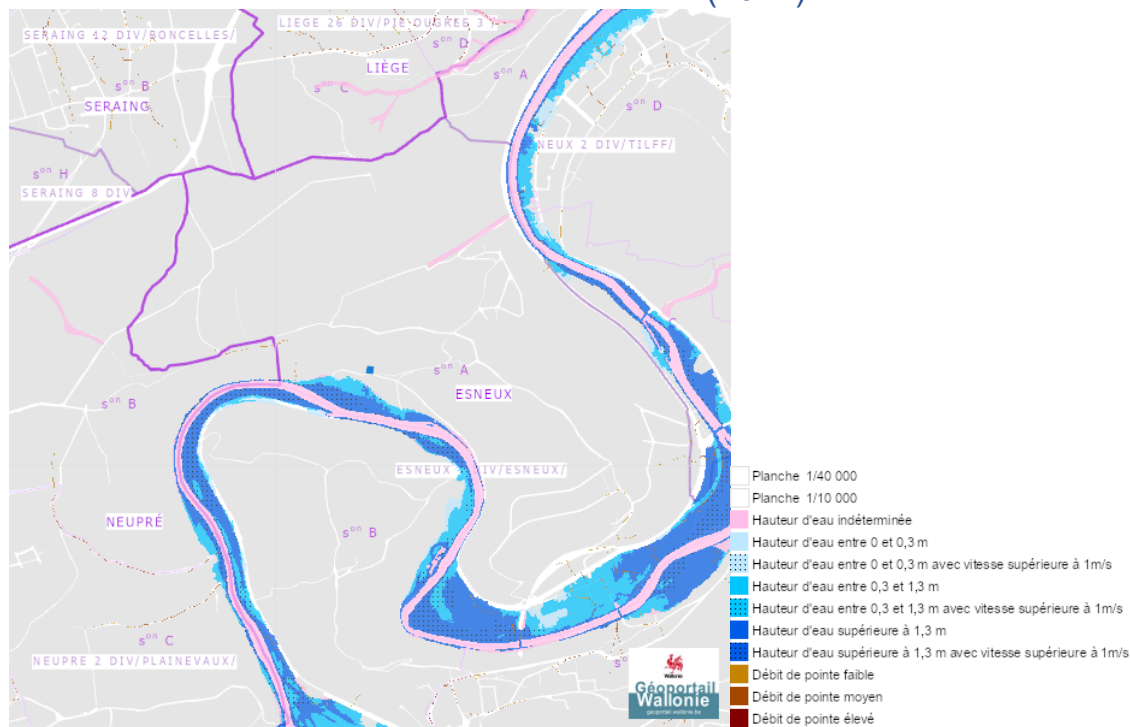 SERAING 12 DIV/BONCELLES/
LIEGE 26 DIV/PIE OUGREE 3
sᵒⁿ D
LIÈGE
sᵒⁿ A
sᵒⁿ B
sᵒⁿ C
SERAING
sᵒⁿ D
NEUX 2 DIV/TILFF/
sᵒⁿ H
SERAING 8 DIV
C
sᵒⁿ A
ESNEUX
sᵒⁿ B
ESNEUX
IV/ESNEUX/
NEUPRÉ
sᵒⁿ B
sᵒⁿ C
NEUPRE 2 DIV/PLAINEVAUX/
Wallonie
Géoportail
Wallonie
geoportail.wallonie.be
Planche 1/40 000
Planche 1/10 000
Hauteur d'eau indéterminée
Hauteur d'eau entre 0 et 0,3 m
Hauteur d'eau entre 0 et 0,3 m avec vitesse supérieure à 1m/s
Hauteur d'eau entre 0,3 et 1,3 m
Hauteur d'eau entre 0,3 et 1,3 m avec vitesse supérieure à 1m/s
Hauteur d'eau supérieure à 1,3 m
Hauteur d'eau supérieure à 1,3 m avec vitesse supérieure à 1m/s
Débit de pointe faible
Débit de pointe moyen
Débit de pointe élevé